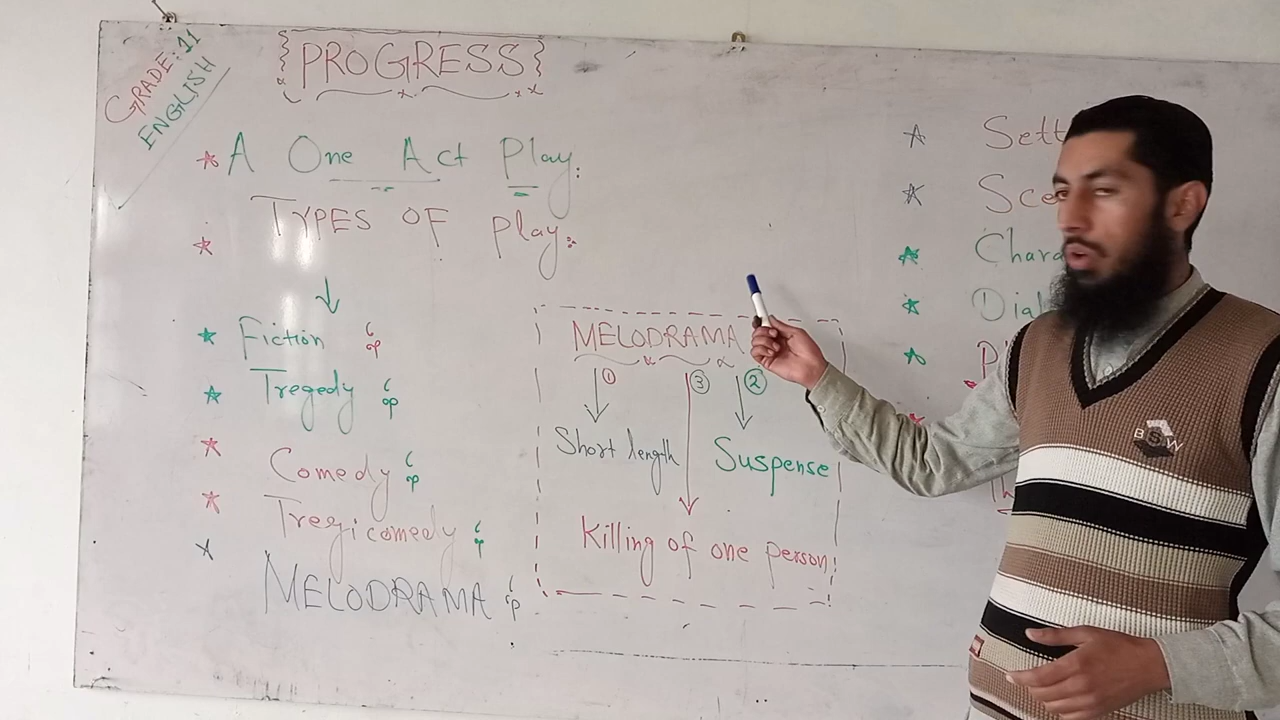 GRADE: 11
ENGLISH
PROGRESS
A One Act Play:
TYPES OF Play:
Fiction
Tregedy
Comedy
Tregicomedy
MELODRAMA
MELODRAMA
① ③ ②
Short length
Suspense
Killing of one person
Sett
Sce
Chara
Dial
BSW